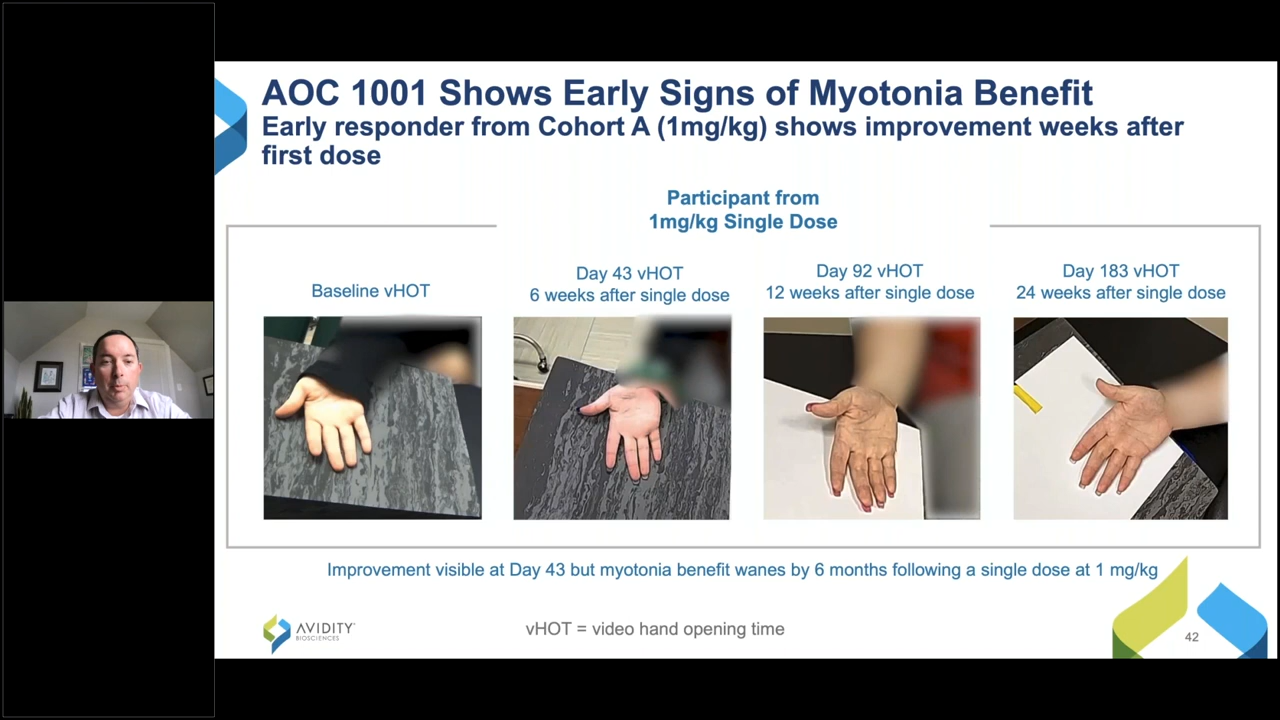 AOC 1001 Shows Early Signs of Myotonia Benefit
Early responder from Cohort A (1mg/kg) shows improvement weeks after
first dose
Participant from
1mg/kg Single Dose
Baseline vHOT
Day 43 vHOT
6 weeks after single dose
Day 92 vHOT
12 weeks after single dose
Day 183 vHOT
24 weeks after single dose
Improvement visible at Day 43 but myotonia benefit wanes by 6 months following a single dose at 1 mg/kg
AVIDITY
BIOSCIENCES
vHOT = video hand opening time
42